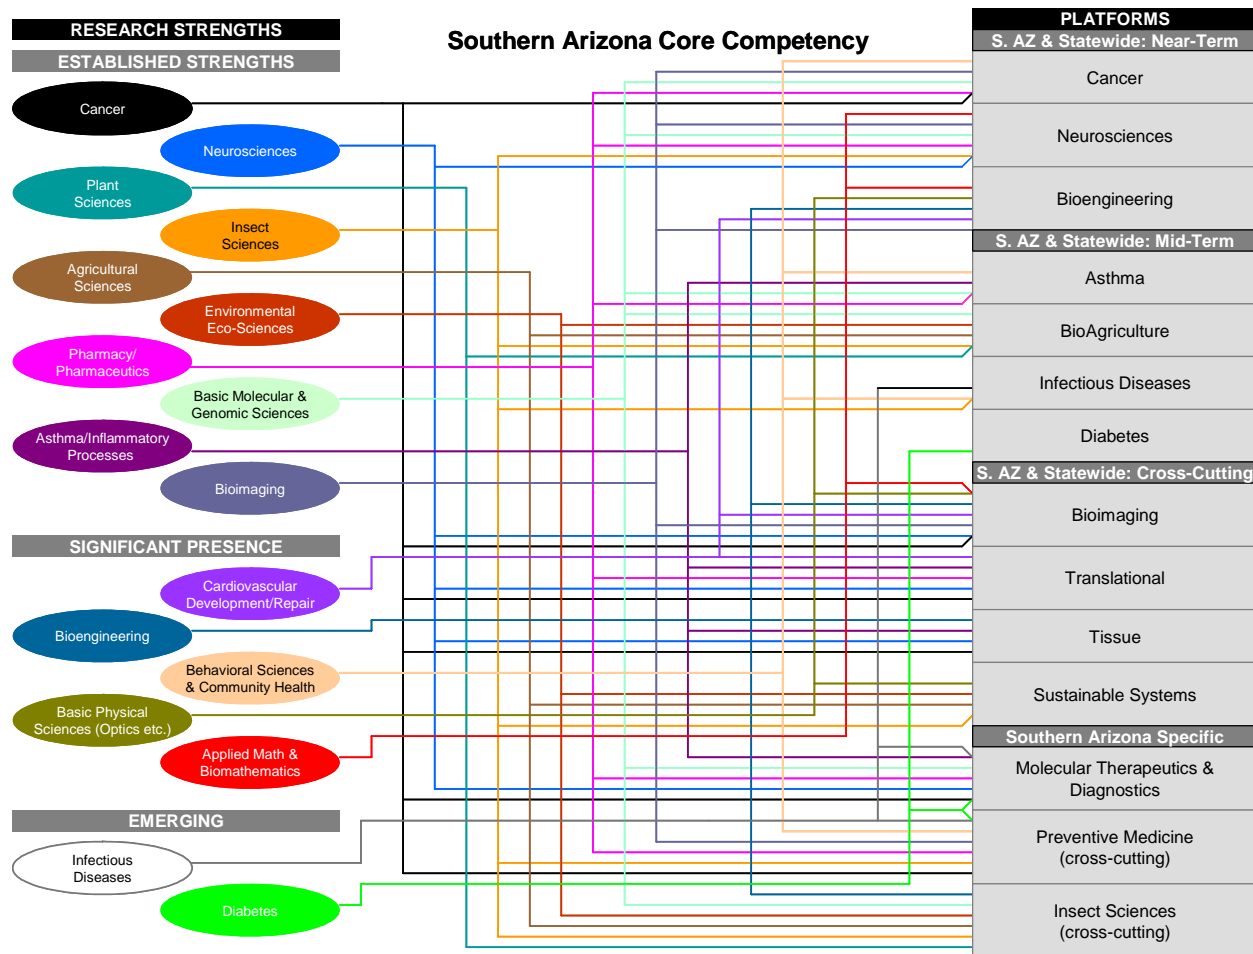 Southern Arizona Core Competency
RESEARCH STRENGTHS
ESTABLISHED STRENGTHS
Cancer
Neurosciences
Plant
Sciences
Insect
Sciences
Agricultural
Sciences
Environmental
Eco-Sciences
Pharmacy/
Pharmaceutics
Basic Molecular &
Genomic Sciences
Asthma/Inflammatory
Processes
Bioimaging
SIGNIFICANT PRESENCE
Cardiovascular
Development/Repair
Bioengineering
Behavioral Sciences
& Community Health
Basic Physical
Sciences (Optics etc.)
Applied Math &
Biomathematics
EMERGING
Infectious
Diseases
Diabetes
PLATFORMS
S. AZ & Statewide: Near-Term
Cancer
Neurosciences
Bioengineering
S. AZ & Statewide: Mid-Term
Asthma
BioAgriculture
Infectious Diseases
Diabetes
S. AZ & Statewide: Cross-Cutting
Bioimaging
Translational
Tissue
Sustainable Systems
Southern Arizona Specific
Molecular Therapeutics &
Diagnostics
Preventive Medicine
(cross-cutting)
Insect Sciences
(cross-cutting)